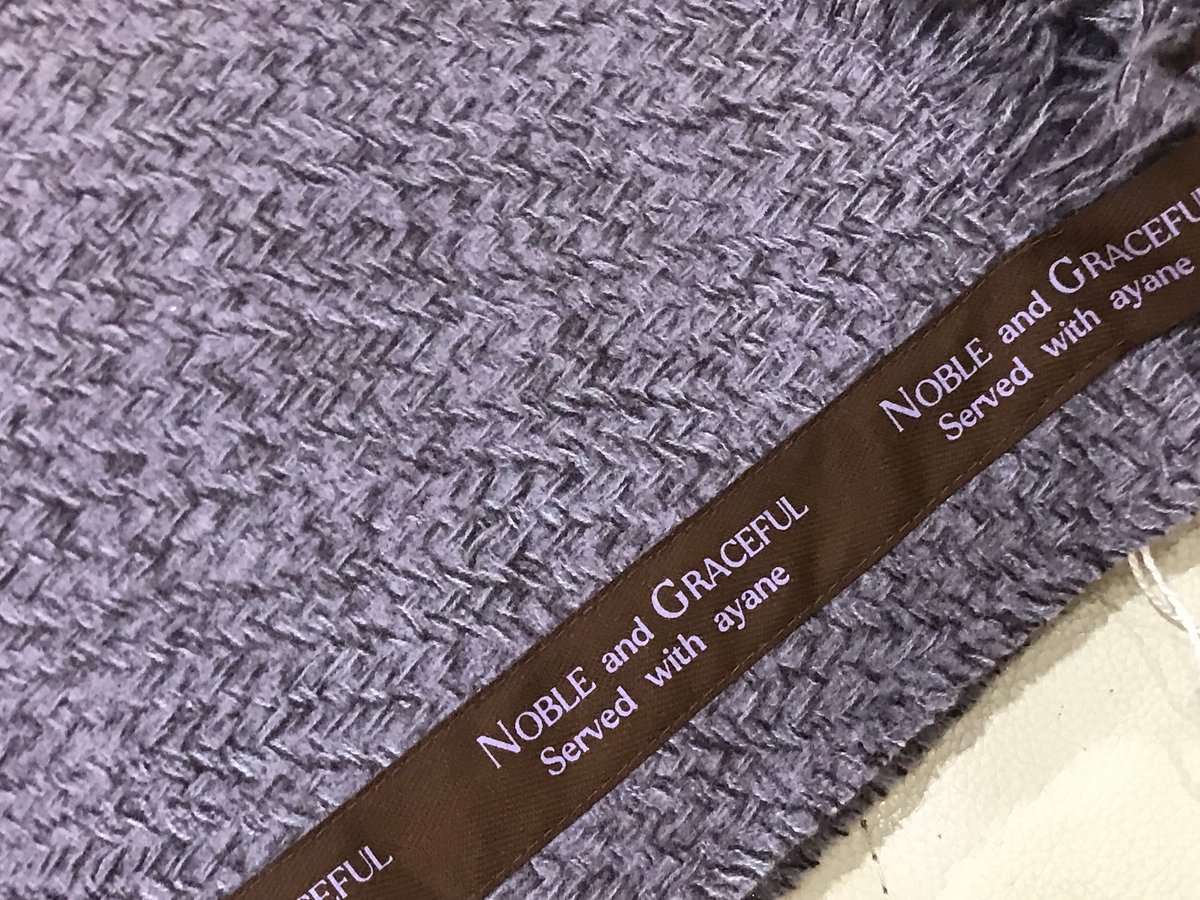 NOBLE and GRACEFUL
Served with ayane
NOBLE and GRACEFUL
Served with ayane